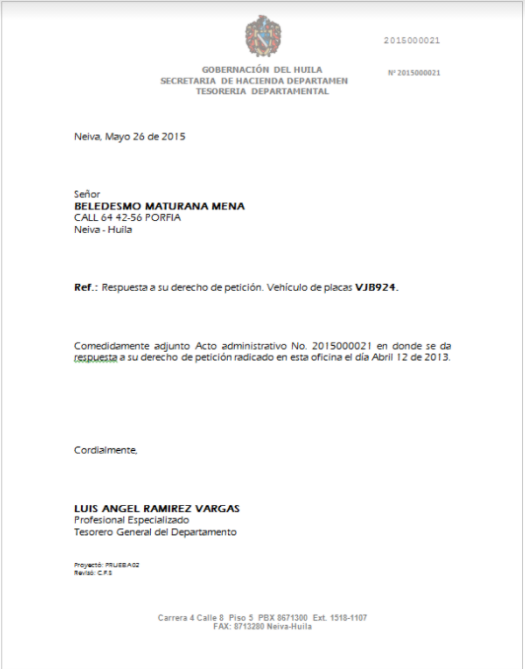 2015000021
GOBERNACIÓN DEL HUILA
SECRETARIA DE HACIENDA DEPARTAMEN
TESORERIA DEPARTAMENTAL
Nº 2015000021
Neiva, Mayo 26 de 2015
Señor
BELEDESMO MATURANA MENA
CALL 64 42-56 PORFIA
Neiva - Huila
Ref.: Respuesta a su derecho de petición. Vehículo de placas VJB924.
Comedidamente adjunto Acto administrativo No. 2015000021 en donde se da
respuesta a su derecho de petición radicado en esta oficina el día Abril 12 de 2013.
Cordialmente,
LUIS ANGEL RAMIREZ VARGAS
Profesional Especializado
Tesorero General del Departamento
Proyectó: PRUEBA02
Revisó: C.P.S
Carrera 4 Calle 8 Piso 5 PBX 8671300 Ext. 1518-1107
FAX: 8713280 Neiva-Huila